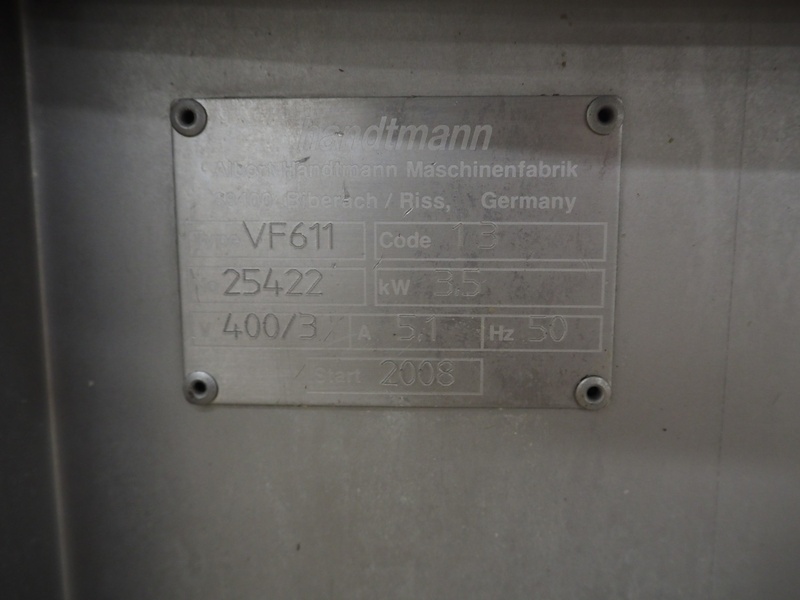 Handtmann
Albert Handtmann Maschinenfabrik
Biberach / Riss, Germany
VF611 Code 13
25422 kW 3.5
V 400/3 A 5,1 Hz 50
Start 2008